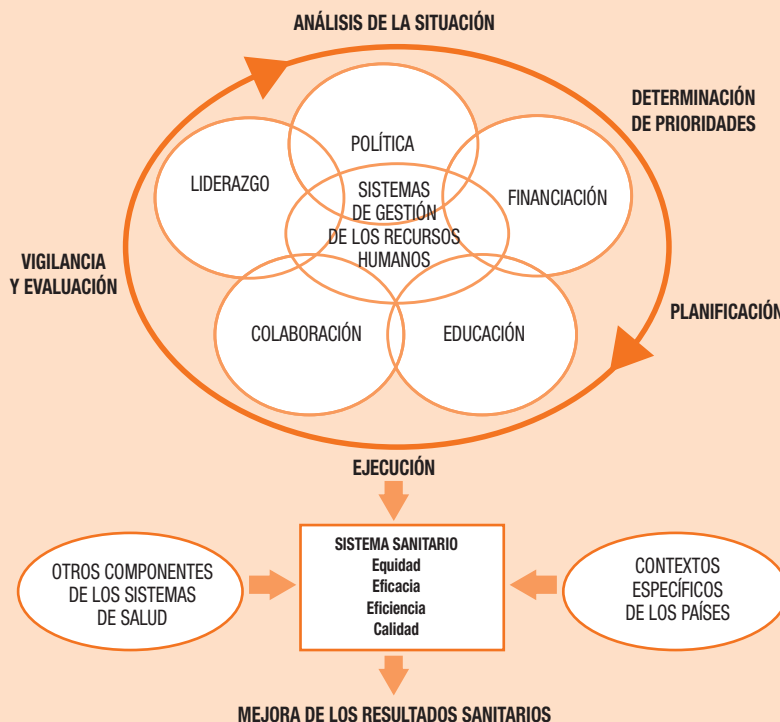 ANÁLISIS DE LA SITUACIÓN
DETERMINACIÓN
DE PRIORIDADES
POLÍTICA
LIDERAZGO
FINANCIACIÓN
SISTEMAS
DE GESTIÓN
DE LOS RECURSOS
HUMANOS
VIGILANCIA
Y EVALUACIÓN
PLANIFICACIÓN
COLABORACIÓN
EDUCACIÓN
EJECUCIÓN
OTROS COMPONENTES
DE LOS SISTEMAS
DE SALUD
SISTEMA SANITARIO
Equidad
Eficacia
Eficiencia
Calidad
CONTEXTOS
ESPECÍFICOS
DE LOS PAÍSES
MEJORA DE LOS RESULTADOS SANITARIOS